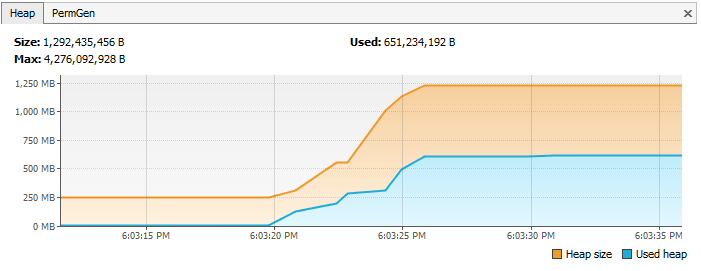 Heap PermGen
Size: 1,292,435,456 B Used: 651,234,192 B
Max: 4,276,092,928 B
1,250 MB
1,000 MB
750 MB
500 MB
250 MB
0 MB
6:03:15 PM 6:03:20 PM 6:03:25 PM 6:03:30 PM 6:03:35 PM
Heap size Used heap